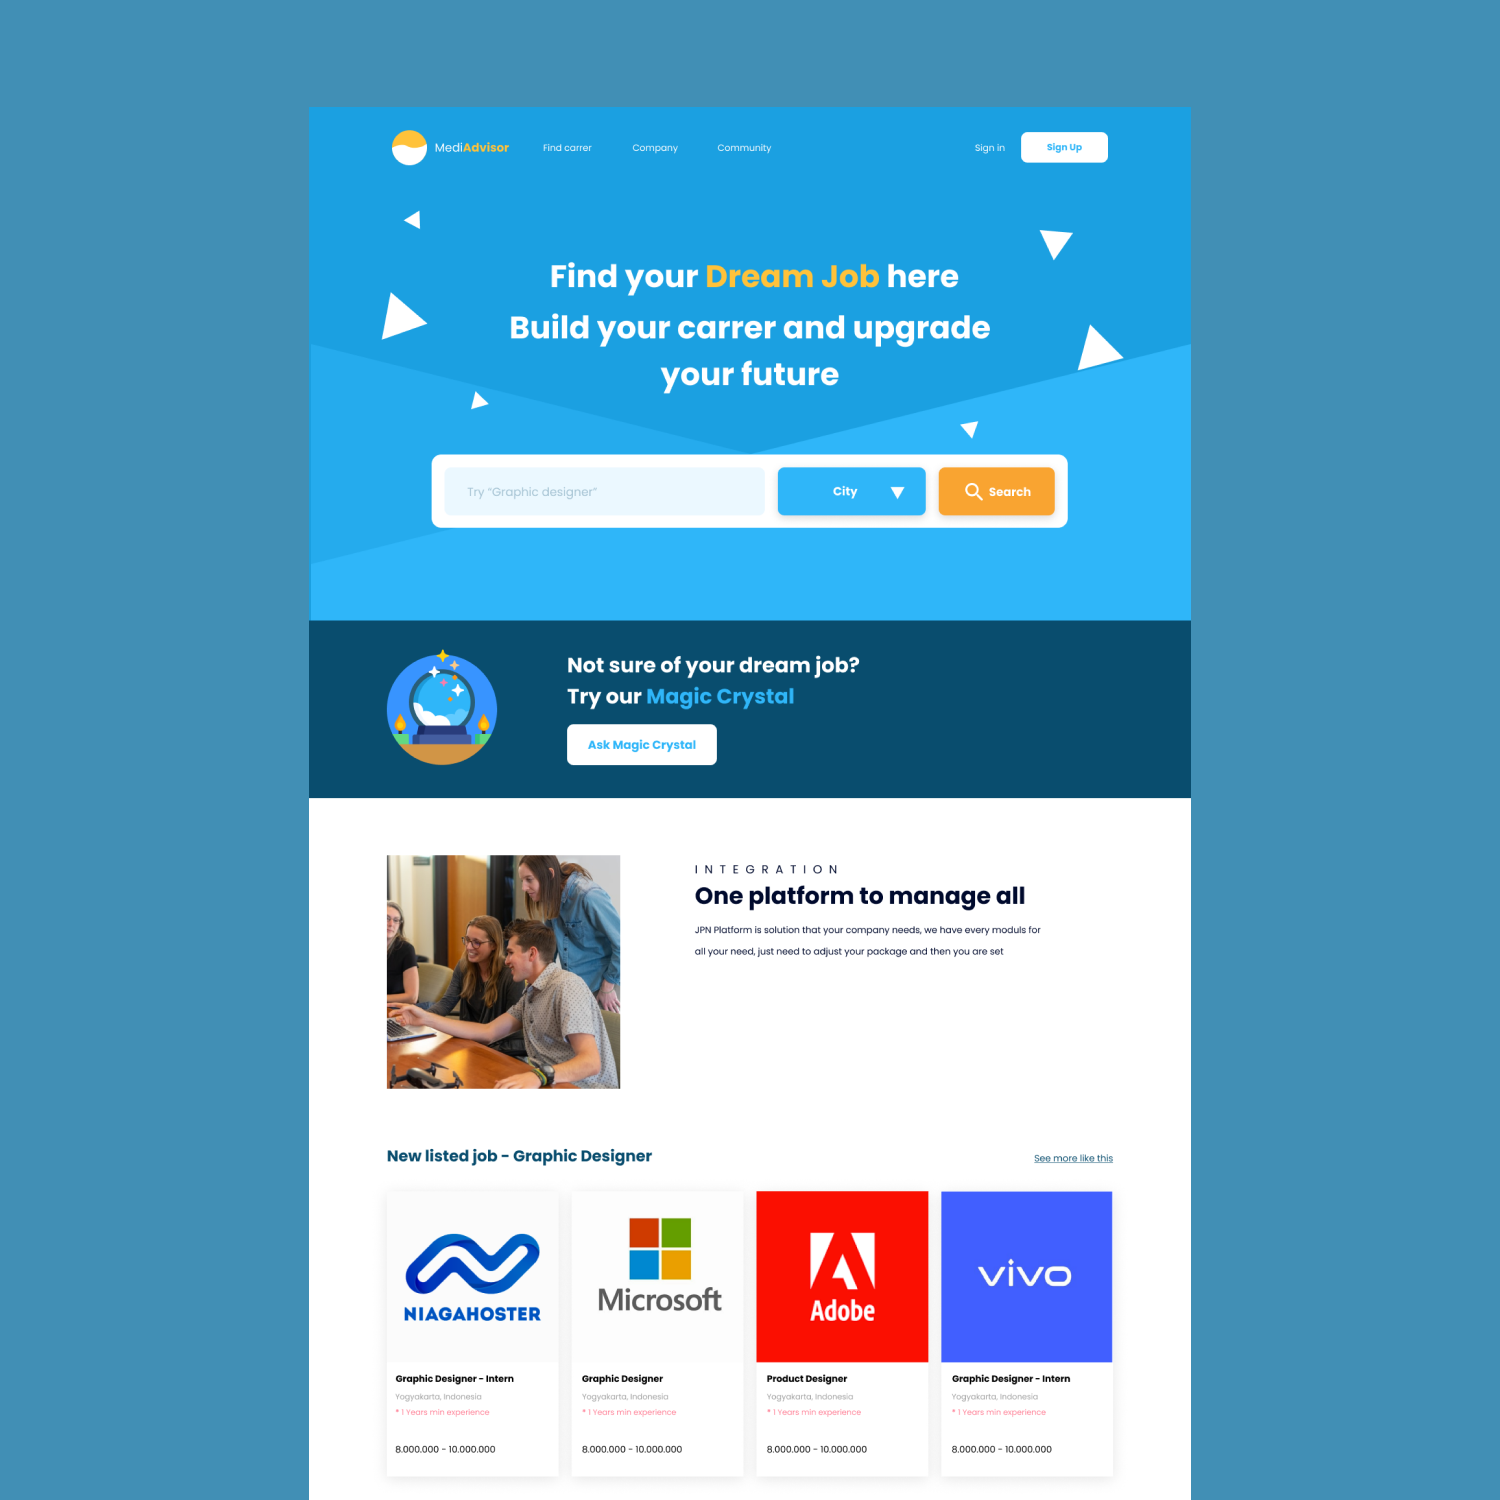 MediAdvisor
Find carrer
Company
Community
Sign in
Sign Up
Find your Dream Job here
Build your carrer and upgrade
your future
Try "Graphic designer"
City
Search
Not sure of your dream job?
Try our Magic Crystal
Ask Magic Crystal
INTEGRATION
One platform to manage all
JPN Platform is solution that your company needs, we have every moduls for
all your need, just need to adjust your package and then you are set
New listed job - Graphic Designer
See more like this
NIAGAHOSTER
Graphic Designer - Intern
Yogyakarta, Indonesia
* 1 Years min experience
8.000.000 - 10.000.000
Microsoft
Graphic Designer
Yogyakarta, Indonesia
* 1 Years min experience
8.000.000 - 10.000.000
Adobe
Product Designer
Yogyakarta, Indonesia
* 1 Years min experience
8.000.000 - 10.000.000
vivo
Graphic Designer - Intern
Yogyakarta, Indonesia
* 1 Years min experience
8.000.000 - 10.000.000